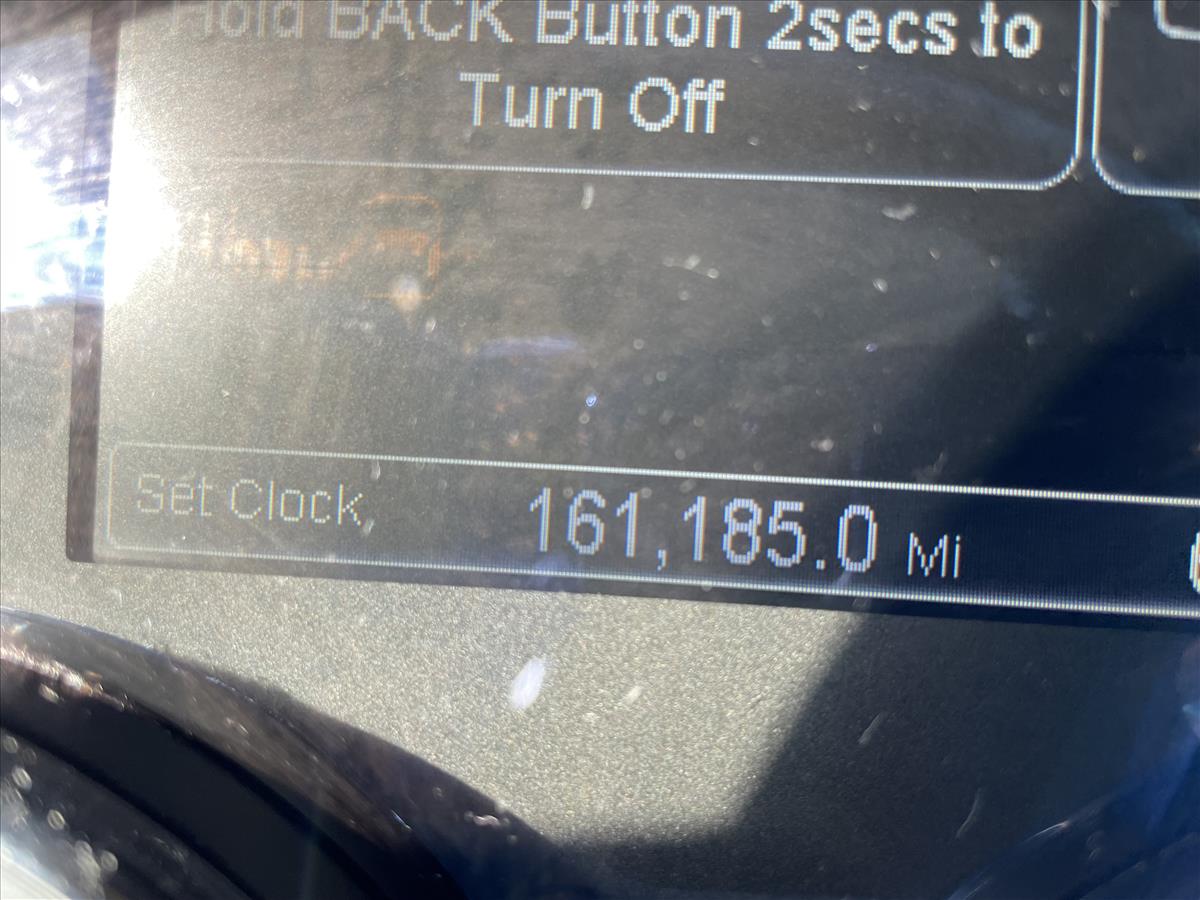 Hold BACK Button 2secs to
Turn Off
Set Clock 161,185.0 Mi